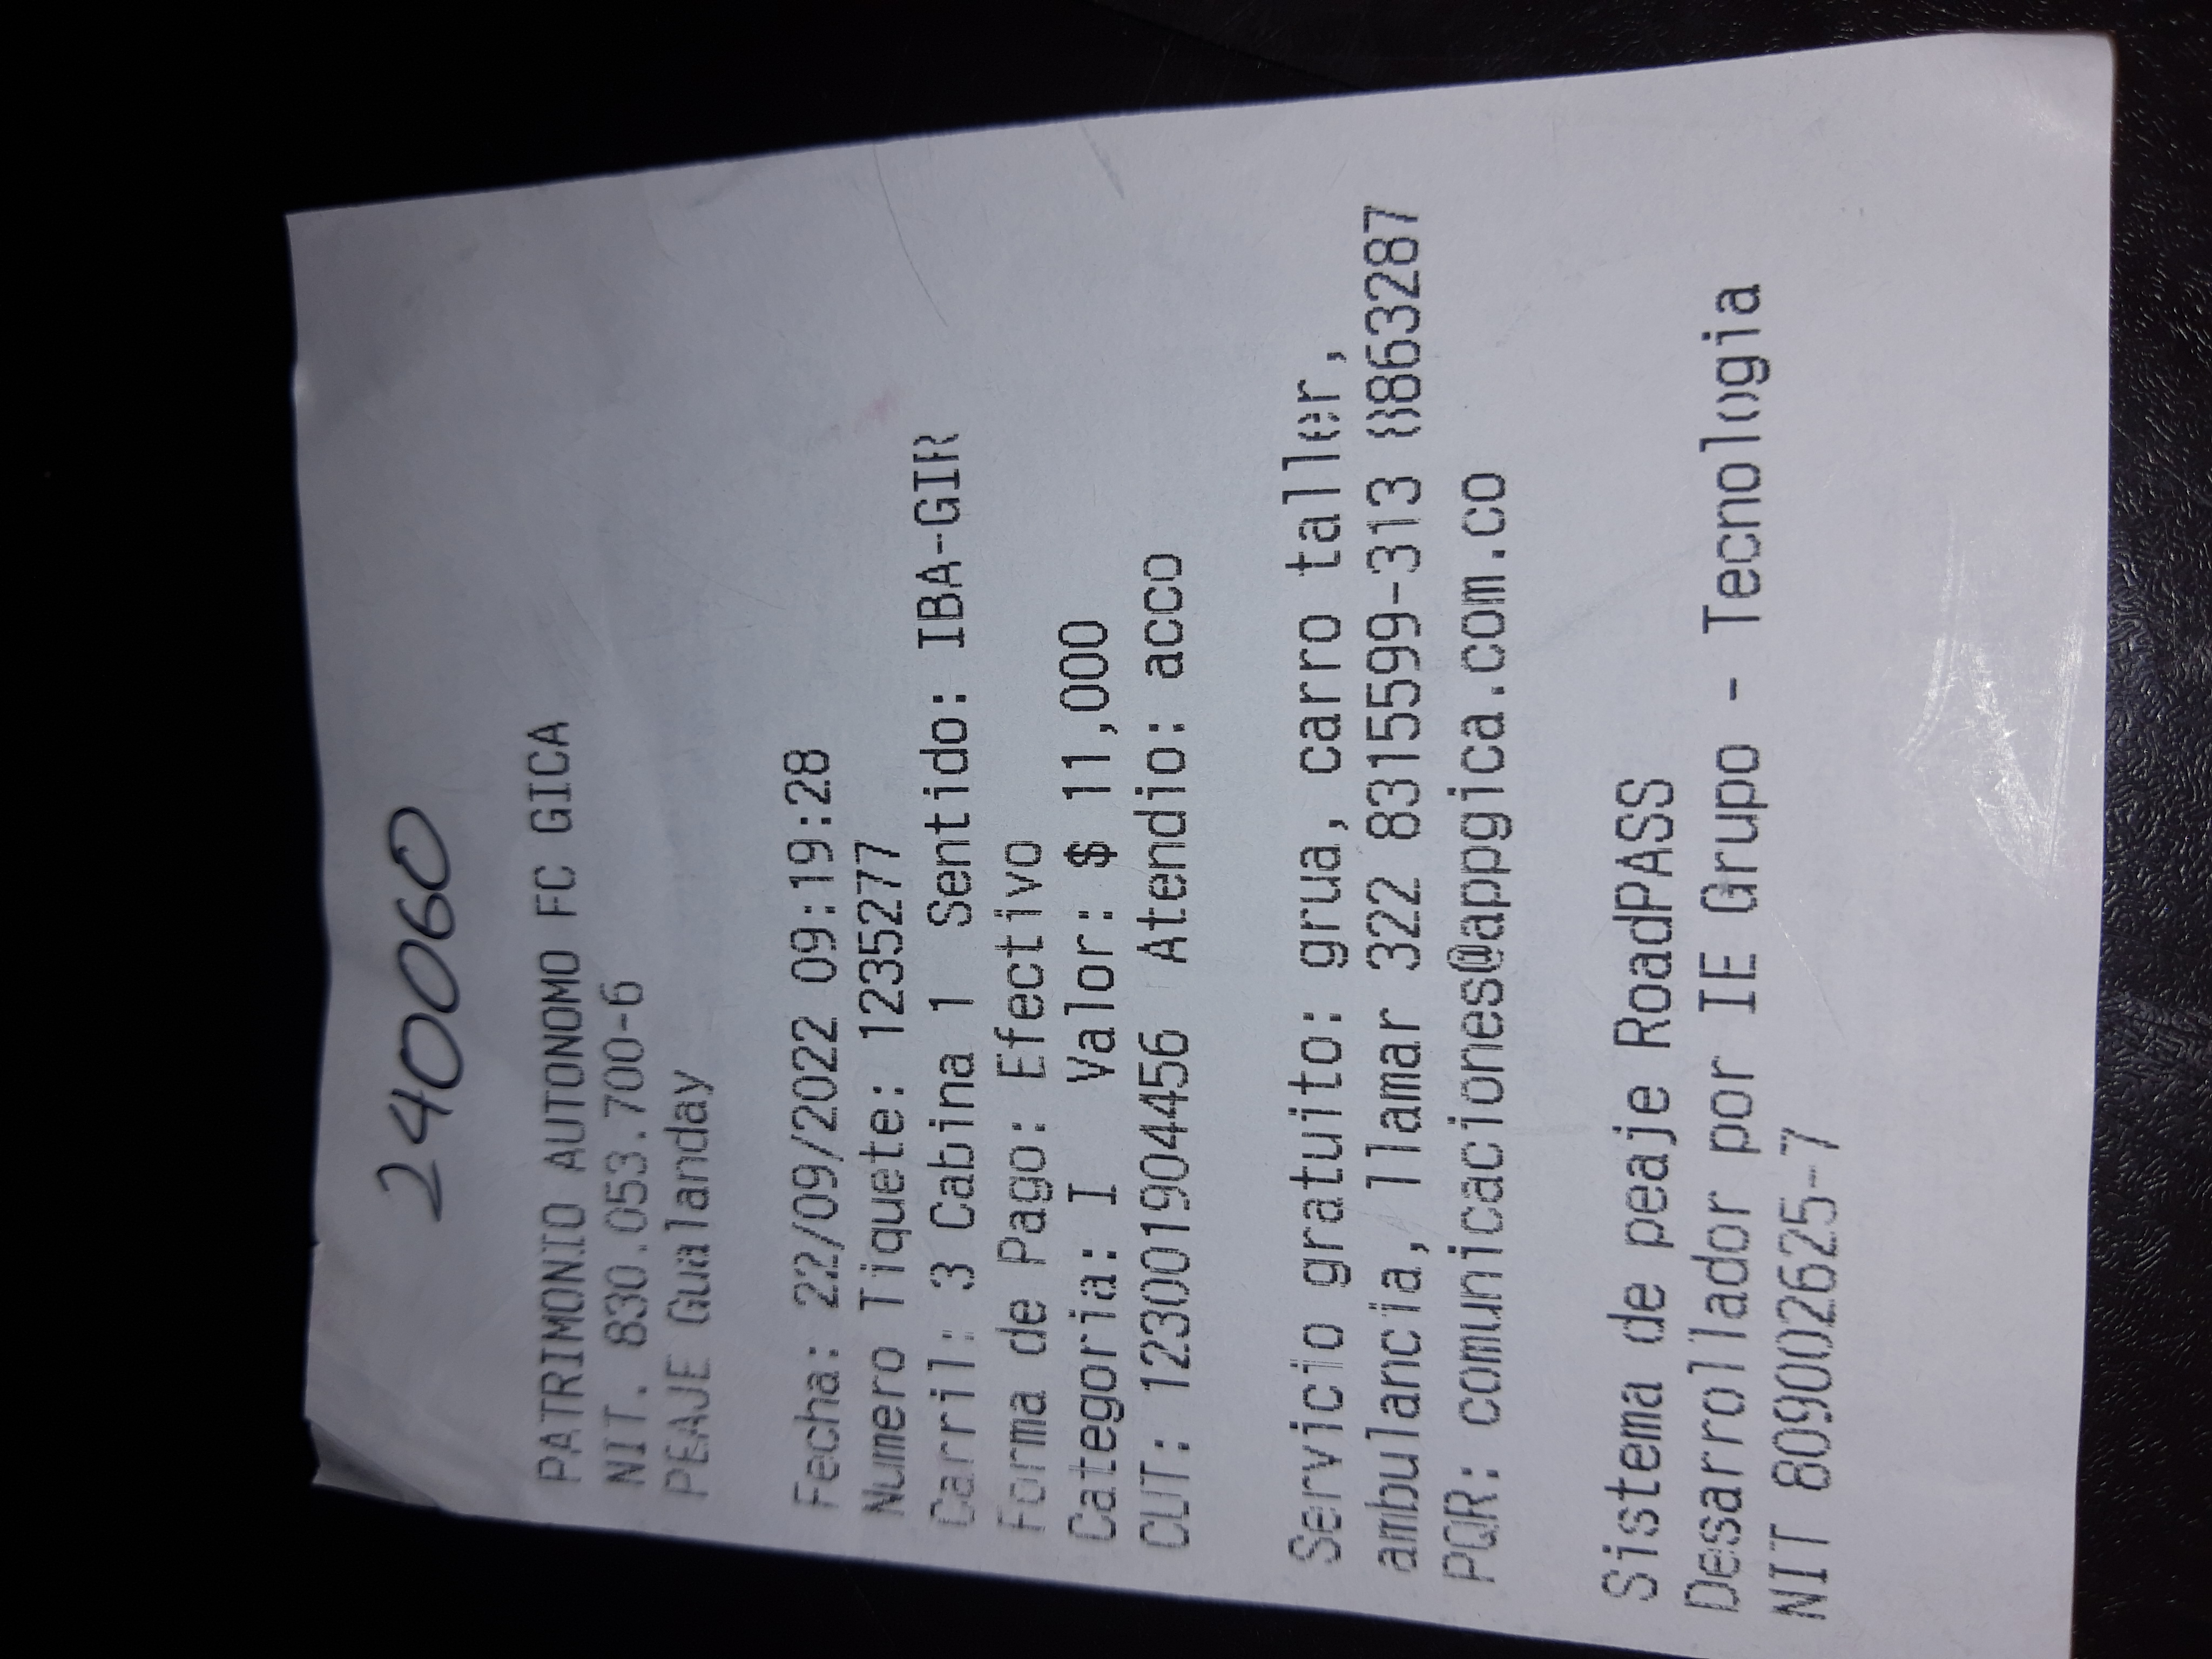 240060
PATRIMONIO AUTONOMO FC GICA
NIT. 830.053.700-6
PEAJE Gualanday
Fecha: 22/09/2022 09:19:28
Numero Tiquete: 1235277
Carril: 3 Cabina 1 Sentido: IBA-GIR
Forma de Pago: Efectivo
Categoria: I Valor: $ 11,000
CUT: 123001904456 Atendio: acco
Servicio gratuito: grua, carro taller,
ambulancia, llamar 322 8315599-313 8863287
PQR: comunicaciones@appgica.com.co
Sistema de peaje RoadPASS
Desarrollador por IE Grupo - Tecnologia
NIT 809002625-7